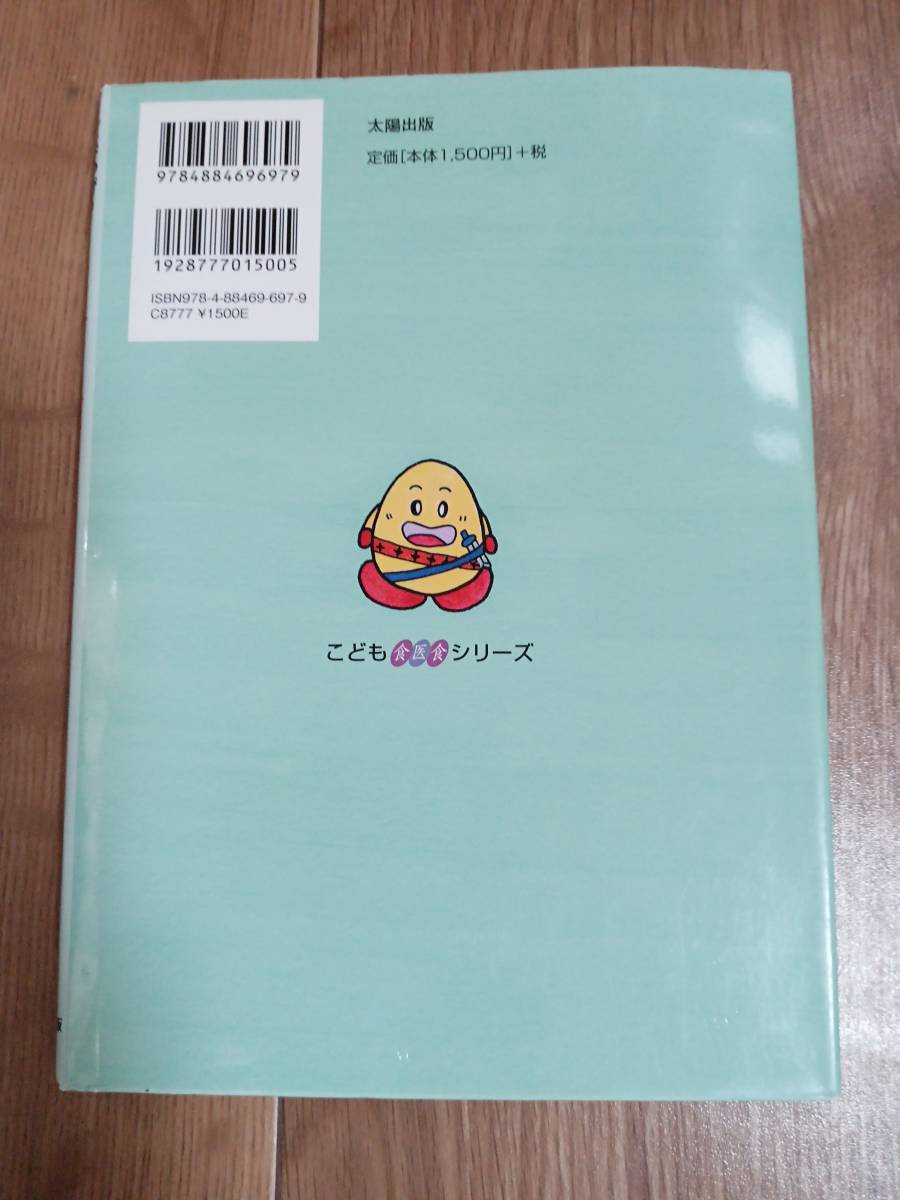 9784884696979
1928777015005
ISBN978-4-88469-697-9
C8777 ¥1500E
太陽出版
定価[本体1,500円]+税
こども食医食シリーズ
版